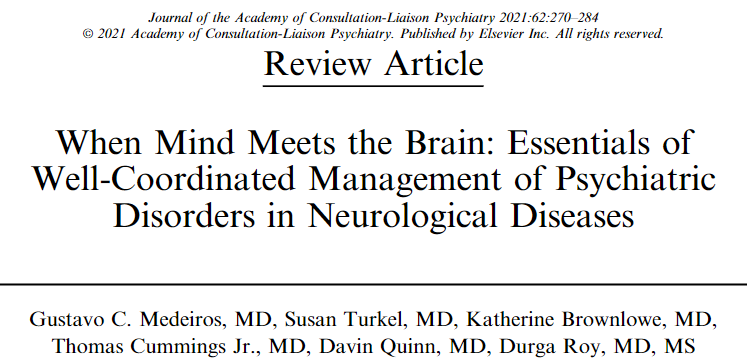 Journal of the Academy of Consultation-Liaison Psychiatry 2021:62:270–284
© 2021 Academy of Consultation-Liaison Psychiatry. Published by Elsevier Inc. All rights reserved.
Review Article
When Mind Meets the Brain: Essentials of
Well-Coordinated Management of Psychiatric
Disorders in Neurological Diseases
Gustavo C. Medeiros, MD, Susan Turkel, MD, Katherine Brownlowe, MD,
Thomas Cummings Jr., MD, Davin Quinn, MD, Durga Roy, MD, MS